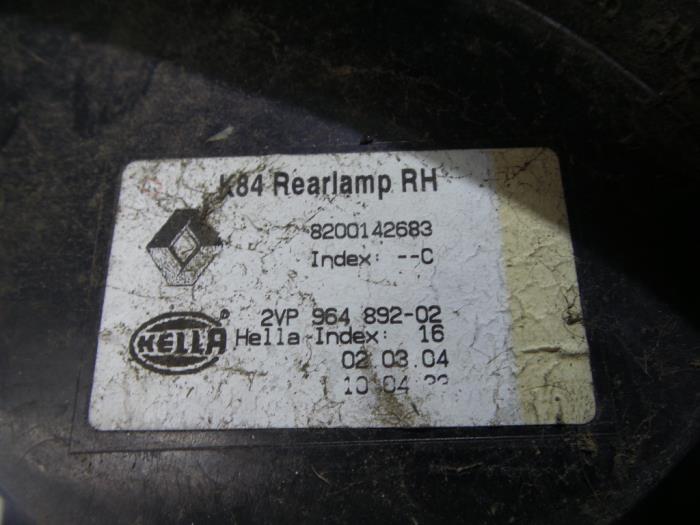 K84 Rearlamp RH
8200142683
Index: --C
HELLA®
2VP 964 892-02
Hella-Index: 16
02.03.04